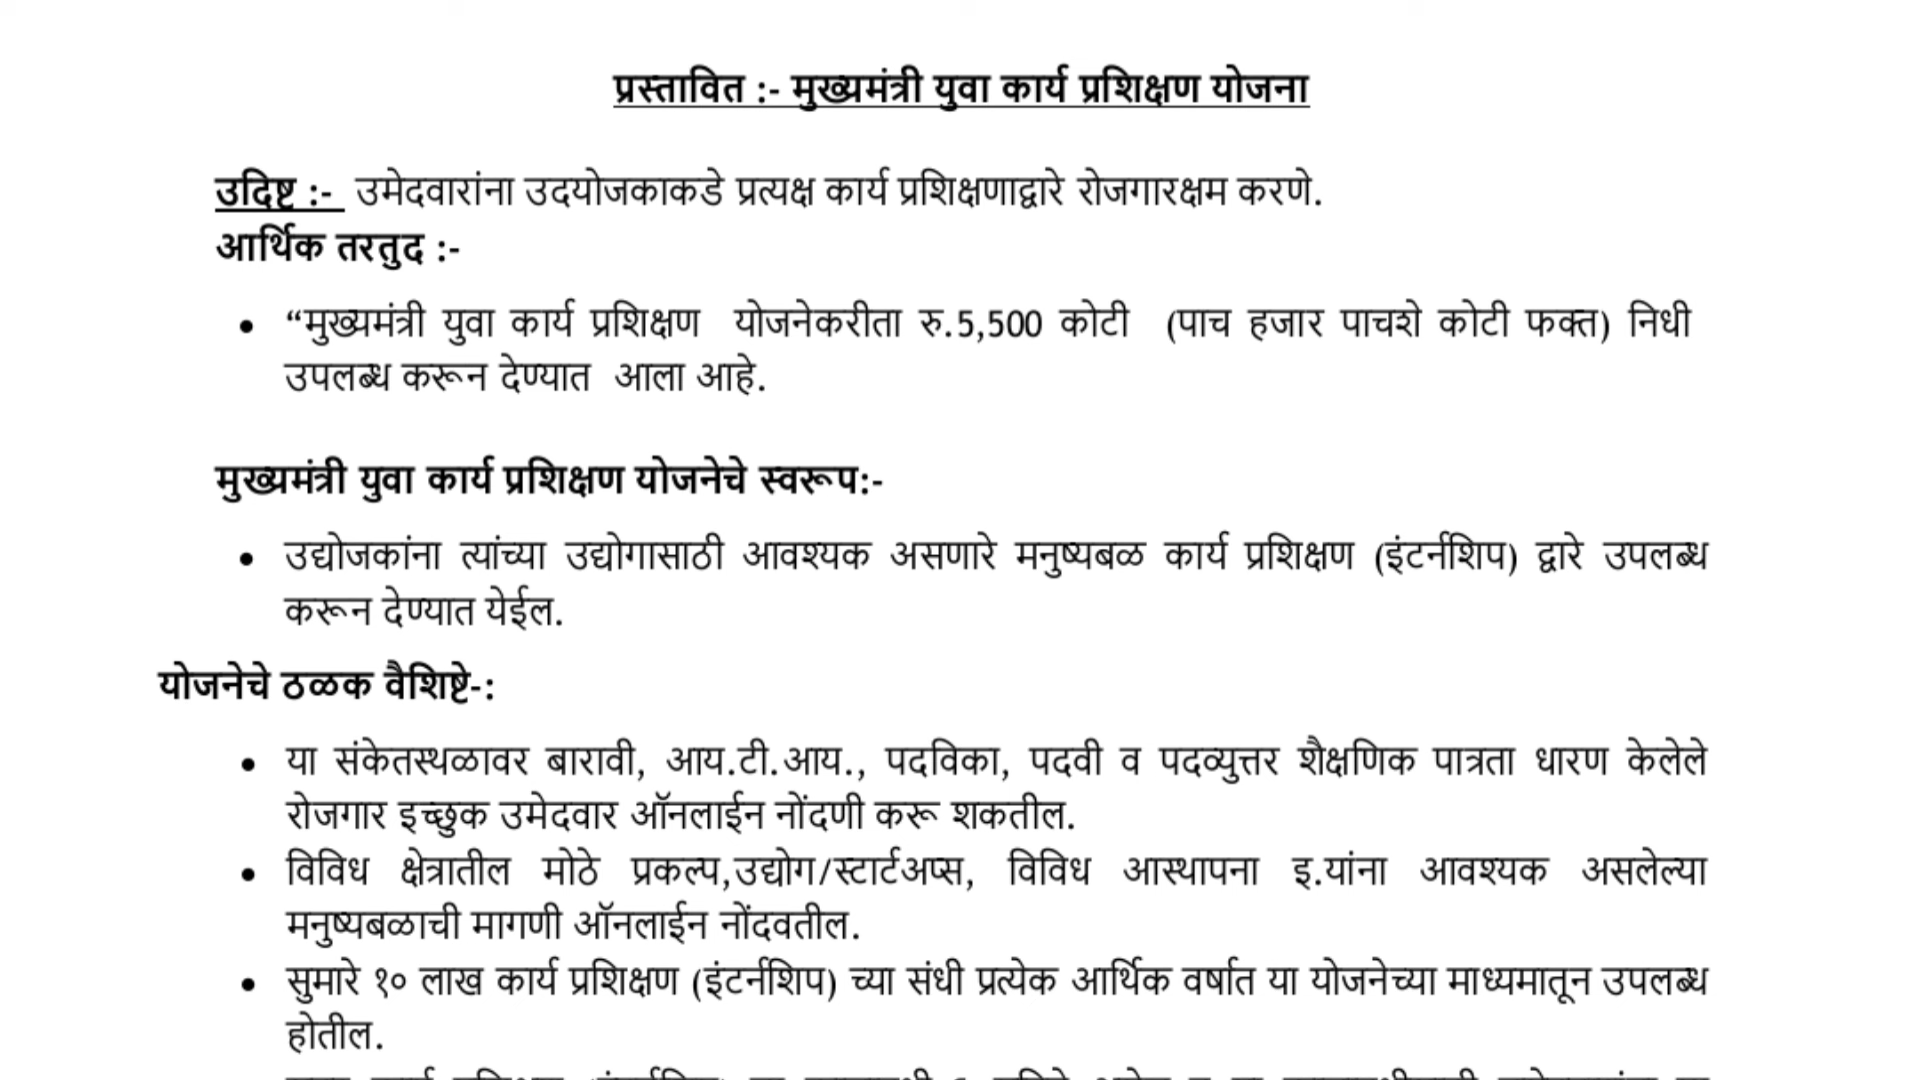 प्रस्तावित :- मुख्यमंत्री युवा कार्य प्रशिक्षण योजना
उदिष्ट :- उमेदवारांना उदयोजकाकडे प्रत्यक्ष कार्य प्रशिक्षणाद्वारे रोजगारक्षम करणे.
आर्थिक तरतुद :-
• “मुख्यमंत्री युवा कार्य प्रशिक्षण योजनेकरीता रु.5,500 कोटी (पाच हजार पाचशे कोटी फक्त) निधी
उपलब्ध करून देण्यात आला आहे.
मुख्यमंत्री युवा कार्य प्रशिक्षण योजनेचे स्वरूप:-
• उद्योजकांना त्यांच्या उद्योगासाठी आवश्यक असणारे मनुष्यबळ कार्य प्रशिक्षण (इंटर्नशिप) द्वारे उपलब्ध
करून देण्यात येईल.
योजनेचे ठळक वैशिष्टे-:
• या संकेतस्थळावर बारावी, आय.टी.आय., पदविका, पदवी व पदव्युत्तर शैक्षणिक पात्रता धारण केलेले
रोजगार इच्छुक उमेदवार ऑनलाईन नोंदणी करू शकतील.
• विविध क्षेत्रातील मोठे प्रकल्प,उद्योग/स्टार्टअप्स, विविध आस्थापना इ.यांना आवश्यक असलेल्या
मनुष्यबळाची मागणी ऑनलाईन नोंदवतील.
• सुमारे १० लाख कार्य प्रशिक्षण (इंटर्नशिप) च्या संधी प्रत्येक आर्थिक वर्षात या योजनेच्या माध्यमातून उपलब्ध
होतील.